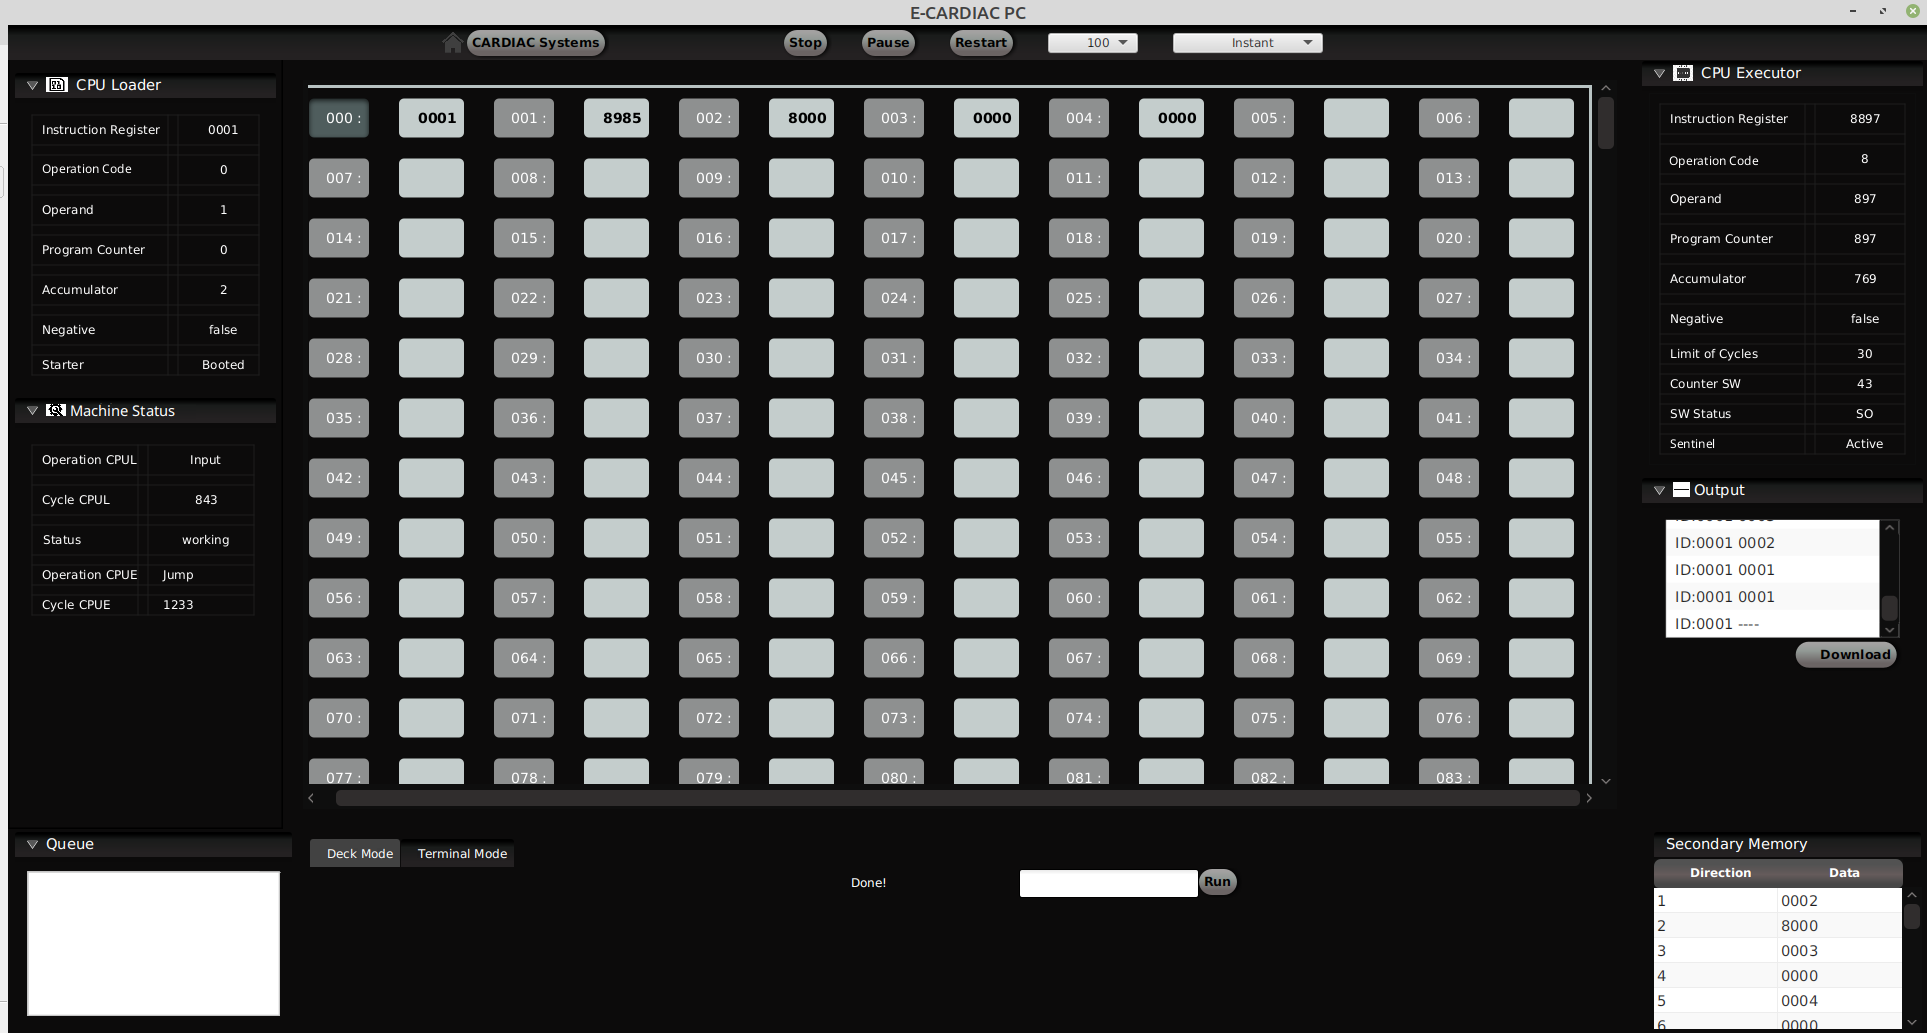 E-CARDIAC PC
CARDIAC Systems Stop Pause Restart 100 Instant
CPU Loader
Instruction Register 0001
Operation Code 0
Operand 1
Program Counter 0
Accumulator 2
Negative false
Starter Booted
Machine Status
Operation CPUL Input
Cycle CPUL 843
Status working
Operation CPUE Jump
Cycle CPUE 1233
000 : 0001 001 : 8985 002 : 8000 003 : 0000 004 : 0000 005 : 006 :
007 : 008 : 009 : 010 : 011 : 012 : 013 :
014 : 015 : 016 : 017 : 018 : 019 : 020 :
021 : 022 : 023 : 024 : 025 : 026 : 027 :
028 : 029 : 030 : 031 : 032 : 033 : 034 :
035 : 036 : 037 : 038 : 039 : 040 : 041 :
042 : 043 : 044 : 045 : 046 : 047 : 048 :
049 : 050 : 051 : 052 : 053 : 054 : 055 :
056 : 057 : 058 : 059 : 060 : 061 : 062 :
063 : 064 : 065 : 066 : 067 : 068 : 069 :
070 : 071 : 072 : 073 : 074 : 075 : 076 :
077 : 078 : 079 : 080 : 081 : 082 : 083 :
CPU Executor
Instruction Register 8897
Operation Code 8
Operand 897
Program Counter 897
Accumulator 769
Negative false
Limit of Cycles 30
Counter SW 43
SW Status SO
Sentinel Active
Output
ID:0001 0002
ID:0001 0001
ID:0001 0001
ID:0001 ----
Download
Queue
Deck Mode Terminal Mode
Done! Run
Secondary Memory
Direction Data
1 0002
2 8000
3 0003
4 0000
5 0004
6 0000